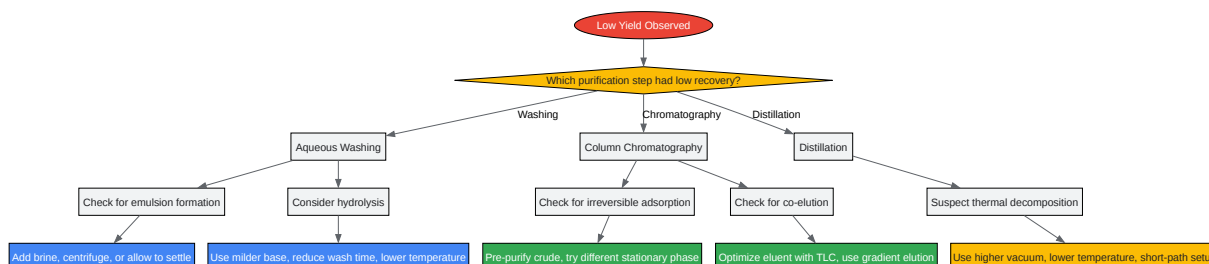 Low Yield Observed
Which purification step had low recovery?
Washing
Chromatography
Distillation
Aqueous Washing
Column Chromatography
Distillation
Check for emulsion formation
Consider hydrolysis
Check for irreversible adsorption
Check for co-elution
Suspect thermal decomposition
Add brine, centrifuge, or allow to settle
Use milder base, reduce wash time, lower temperature
Pre-purify crude, try different stationary phase
Optimize eluent with TLC, use gradient elution
Use higher vacuum, lower temperature, short-path setu